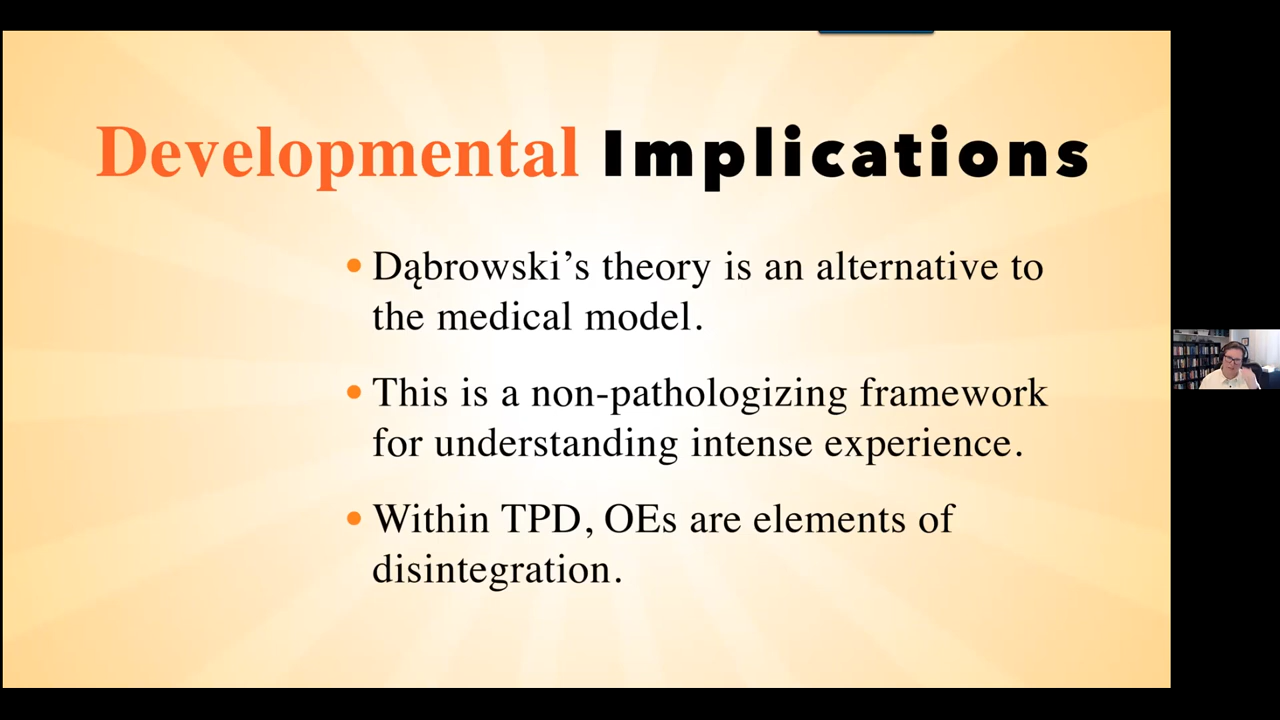 Developmental Implications
• Dąbrowski’s theory is an alternative to
the medical model.
• This is a non-pathologizing framework
for understanding intense experience.
• Within TPD, OEs are elements of
disintegration.